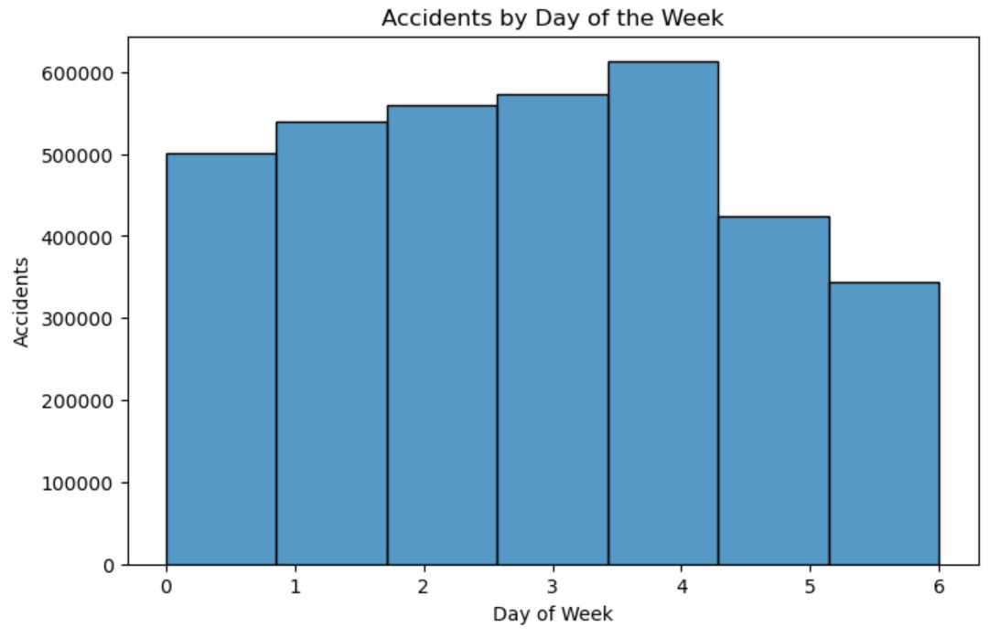 Accidents by Day of the Week
Accidents
600000
500000
400000
300000
200000
100000
0
0 1 2 3 4 5 6
Day of Week